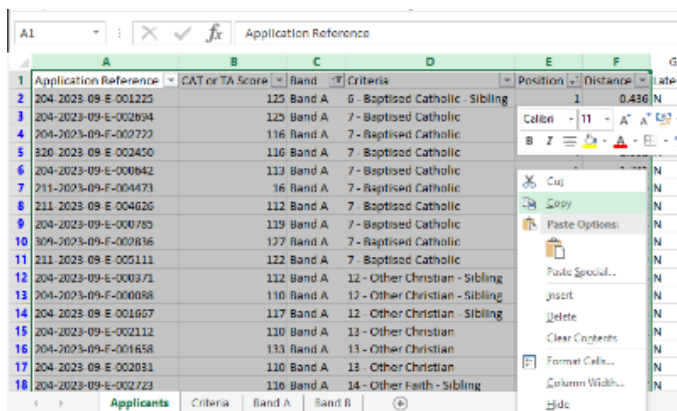 A1 fx Application Reference
A B C D E F G
1 Application Reference CAT or TA Score Band Criteria Position Distance Late
2 204-2023-09-E-001225 125 Band A 6 - Baptised Catholic - Sibling 1 0.436 N
3 204-2023-09-E-002694 125 Band A 7 - Baptised Catholic
4 204-2023-09-E-002722 116 Band A 7 - Baptised Catholic
5 320-2023-09-E-002450 116 Band A 7 - Baptised Catholic
6 204-2023-09-E-000642 113 Band A 7 - Baptised Catholic N
7 211-2023-09-E-004473 16 Band A 7 - Baptised Catholic N
8 211-2023-09-E-004626 112 Band A 7 - Baptised Catholic N
9 204-2023-09-E-000785 119 Band A 7 - Baptised Catholic N
10 309-2023-09-E-002836 127 Band A 7 - Baptised Catholic N
11 211-2023-09-E-005111 122 Band A 7 - Baptised Catholic N
12 204-2023-09-E-000371 112 Band A 12 - Other Christian - Sibling N
13 204-2023-09-E-000088 110 Band A 12 - Other Christian - Sibling N
14 204-2023-09-E-001667 117 Band A 12 - Other Christian - Sibling N
15 204-2023-09-E-002112 110 Band A 13 - Other Christian N
16 204-2023-09-E-001658 133 Band A 13 - Other Christian N
17 204-2023-09-E-002031 110 Band A 13 - Other Christian N
18 204-2023-09-E-002723 116 Band A 14 - Other Faith - Sibling N
Calibri 11 A A
B I A
Cut
Copy
Paste Options:
Paste Special...
Insert
Delete
Clear Contents
Format Cells...
Column Width...
Hide
Applicants Criteria Band A Band B